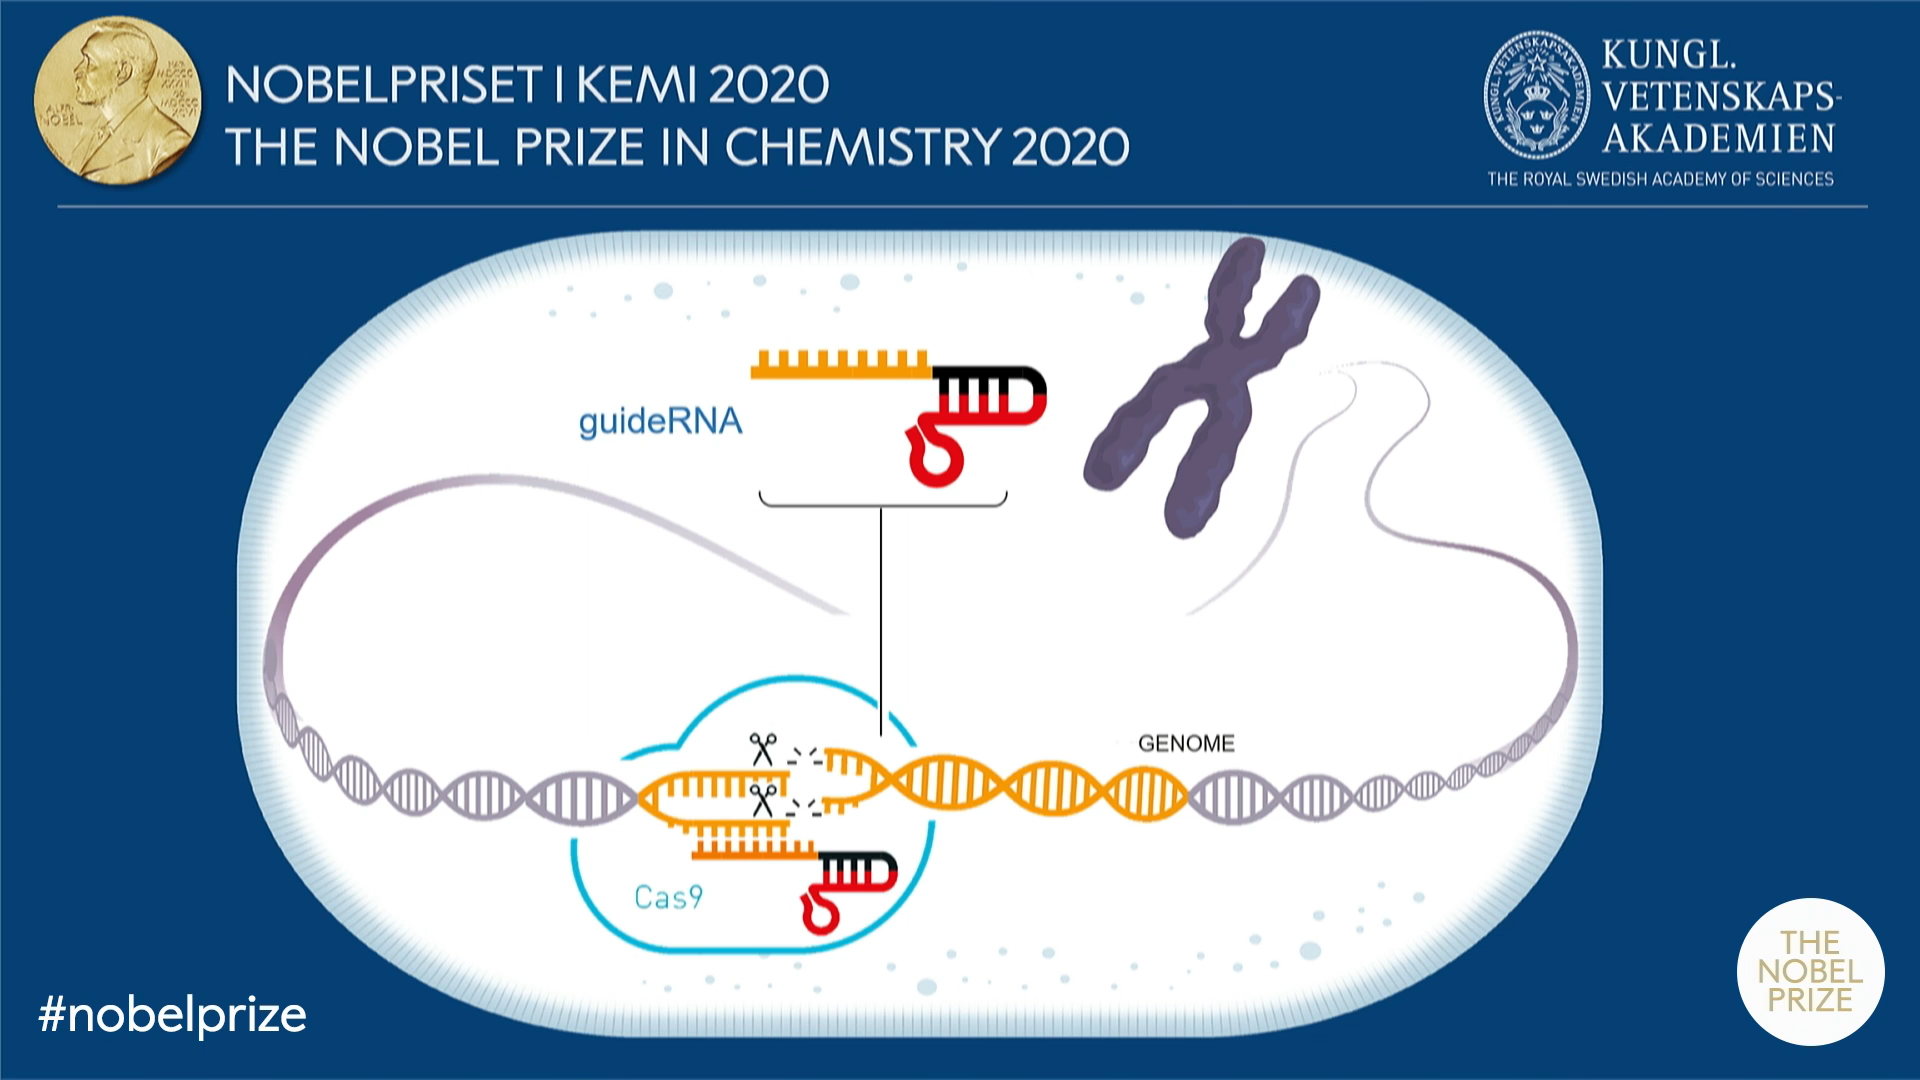 NOBELPRISET I KEMI 2020
THE NOBEL PRIZE IN CHEMISTRY 2020
KUNGL.
VETENSKAPS-
AKADEMIEN
THE ROYAL SWEDISH ACADEMY OF SCIENCES
guideRNA
GENOME
Cas9
#nobelprize
THE
NOBEL
PRIZE